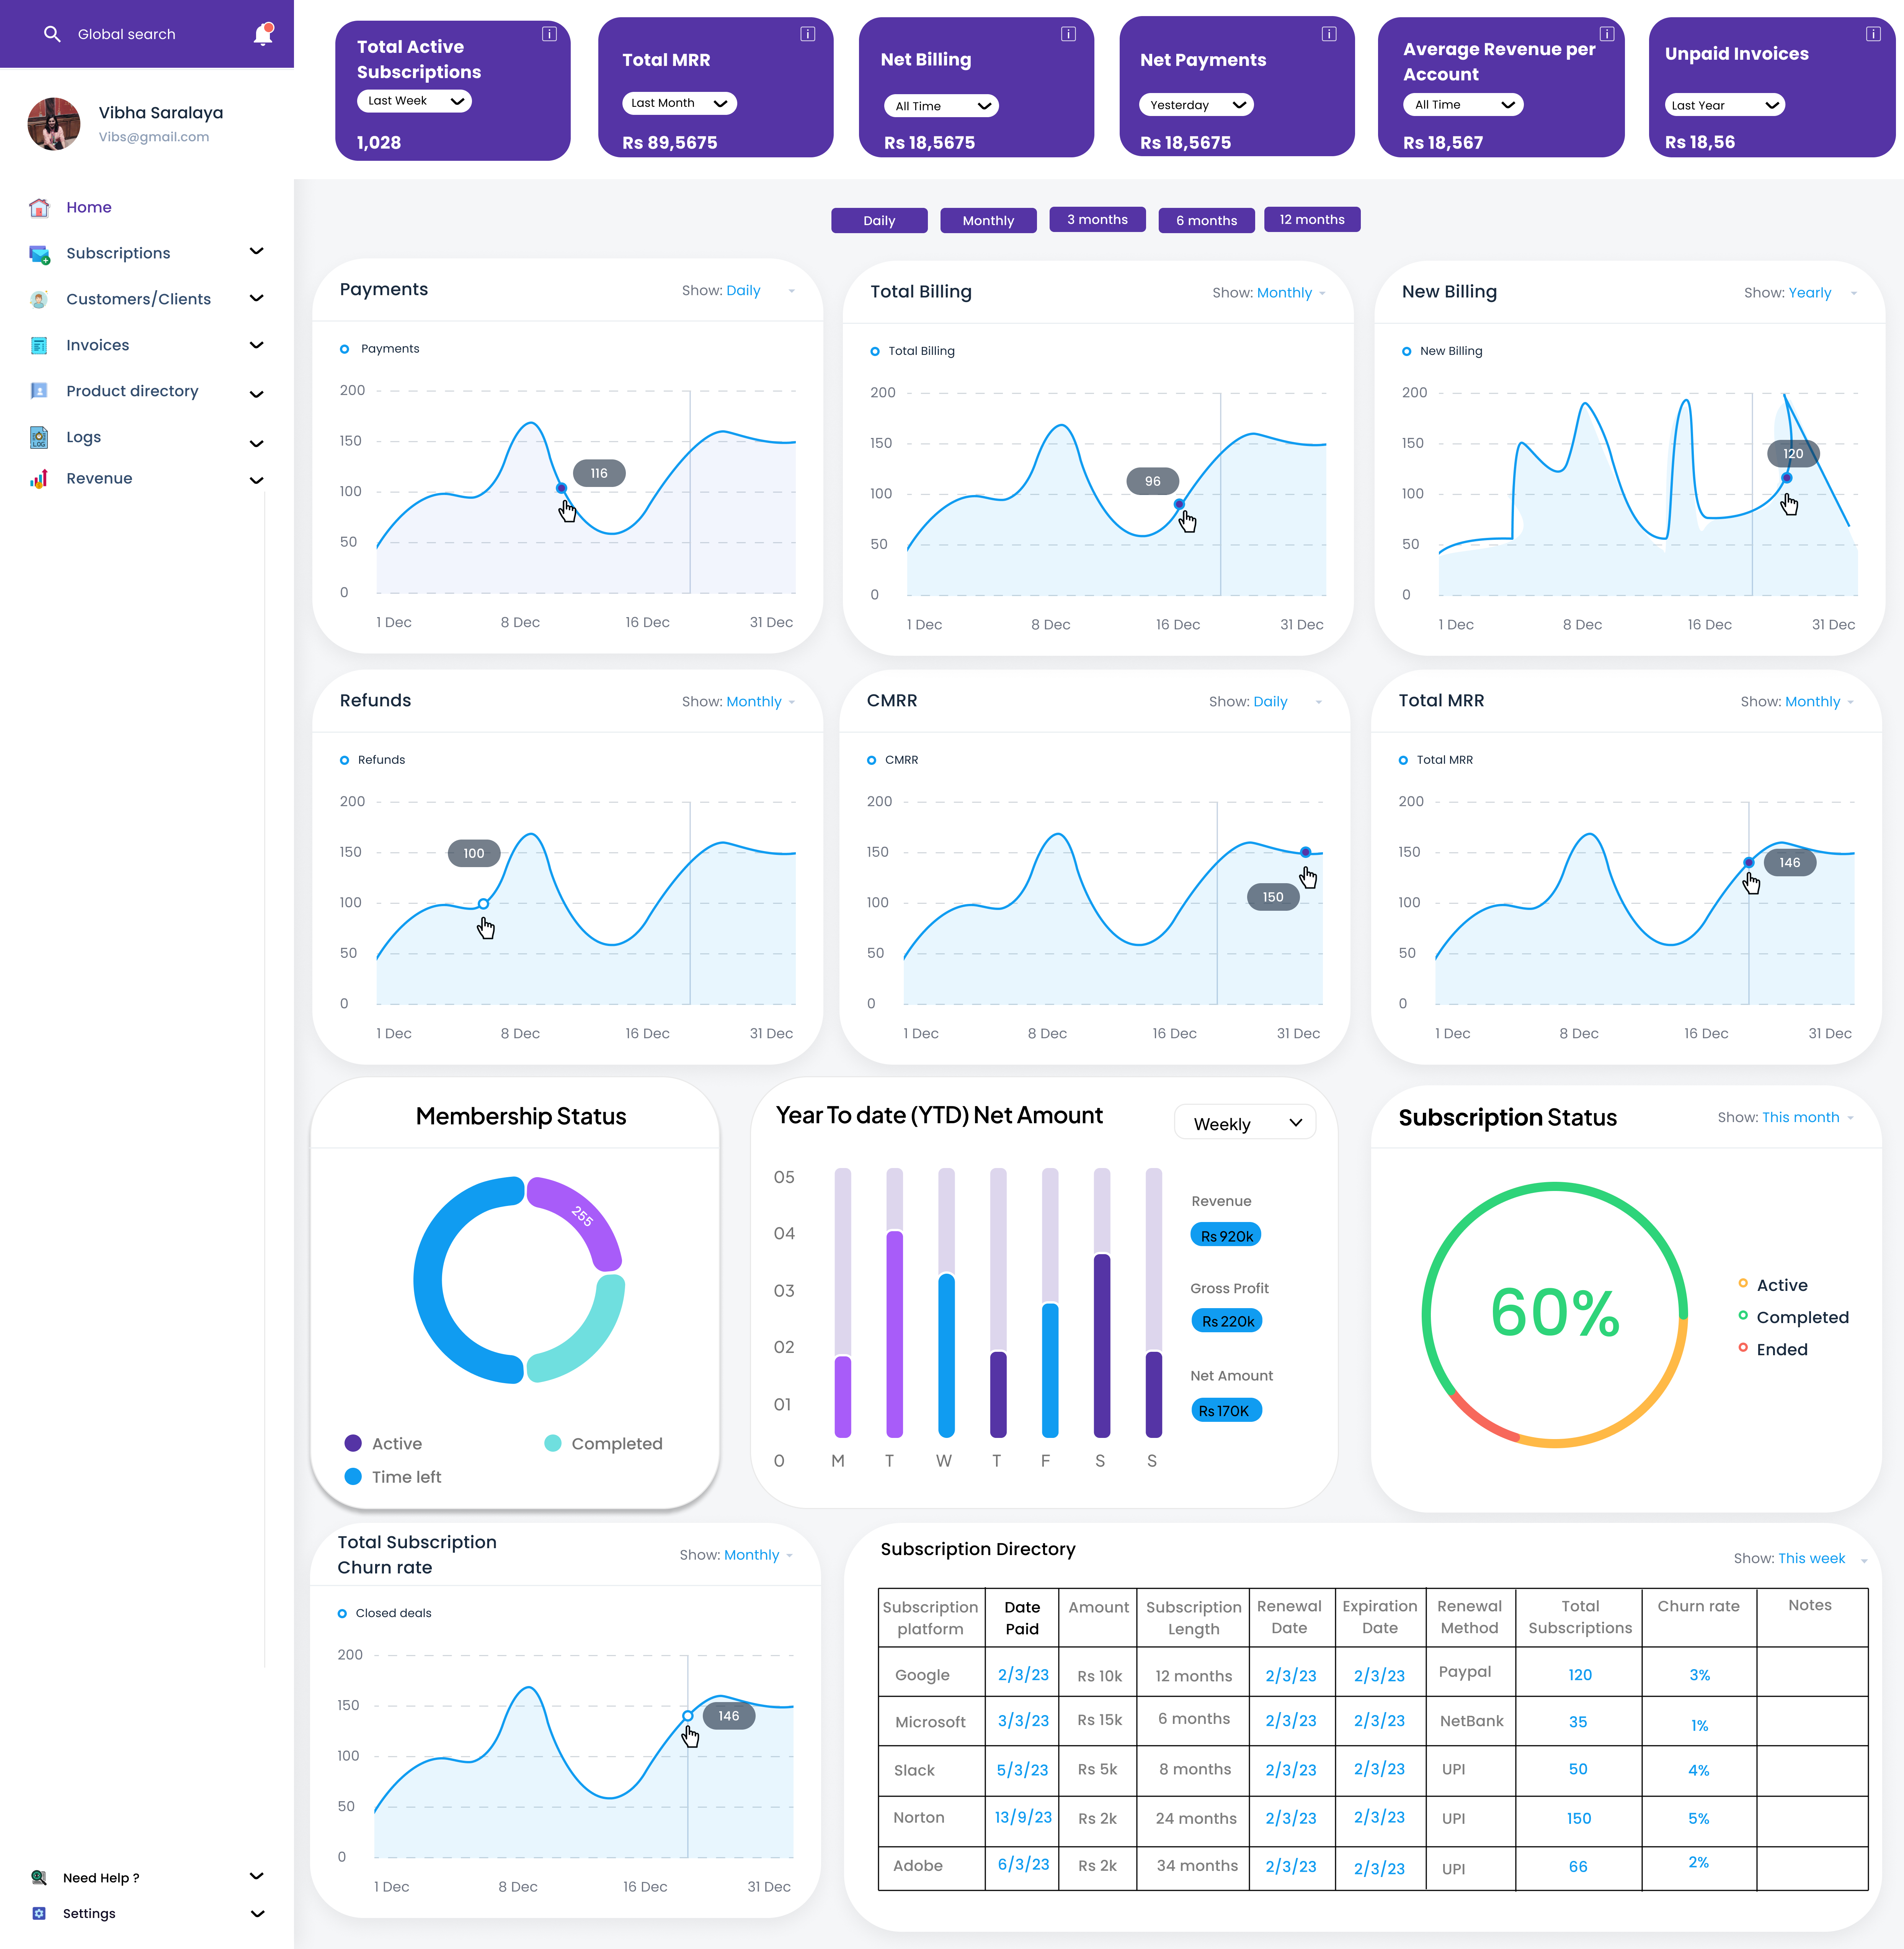 Global search
Vibha Saralaya
Vibs@gmail.com
Home
Subscriptions
Customers/Clients
Invoices
Product directory
Logs
LOG
Revenue
Need Help ?
Settings
Total Active
Subscriptions
Last Week
1,028
Total MRR
Last Month
Rs 89,5675
Net Billing
All Time
Rs 18,5675
Net Payments
Yesterday
Rs 18,5675
Average Revenue per
Account
All Time
Rs 18,567
Unpaid Invoices
Last Year
Rs 18,56
Daily
Monthly
3 months
6 months
12 months
Payments
Show: Daily
Payments
200
150
100
50
0
116
1 Dec
8 Dec
16 Dec
31 Dec
Total Billing
Show: Monthly
Total Billing
200
150
100
50
0
96
1 Dec
8 Dec
16 Dec
31 Dec
New Billing
Show: Yearly
New Billing
200
150
100
50
0
120
1 Dec
8 Dec
16 Dec
31 Dec
Refunds
Show: Monthly
Refunds
200
150
100
50
0
100
1 Dec
8 Dec
16 Dec
31 Dec
CMRR
Show: Daily
CMRR
200
150
100
50
0
150
1 Dec
8 Dec
16 Dec
31 Dec
Total MRR
Show: Monthly
Total MRR
200
150
100
50
0
146
1 Dec
8 Dec
16 Dec
31 Dec
Membership Status
255
Active
Completed
Time left
Year To date (YTD) Net Amount
Weekly
05
04
03
02
01
0
M T W T F S S
Revenue
Rs 920k
Gross Profit
Rs 220k
Net Amount
Rs 170K
Subscription Status
Show: This month
60%
Active
Completed
Ended
Total Subscription
Churn rate
Show: Monthly
Closed deals
200
150
100
50
0
146
1 Dec
8 Dec
16 Dec
31 Dec
Subscription Directory
Show: This week
Subscription platform Date Paid Amount Subscription Length Renewal Date Expiration Date Renewal Method Total Subscriptions Churn rate Notes
Google 2/3/23 Rs 10k 12 months 2/3/23 2/3/23 Paypal 120 3%
Microsoft 3/3/23 Rs 15k 6 months 2/3/23 2/3/23 NetBank 35 1%
Slack 5/3/23 Rs 5k 8 months 2/3/23 2/3/23 UPI 50 4%
Norton 13/9/23 Rs 2k 24 months 2/3/23 2/3/23 UPI 150 5%
Adobe 6/3/23 Rs 2k 34 months 2/3/23 2/3/23 UPI 66 2%